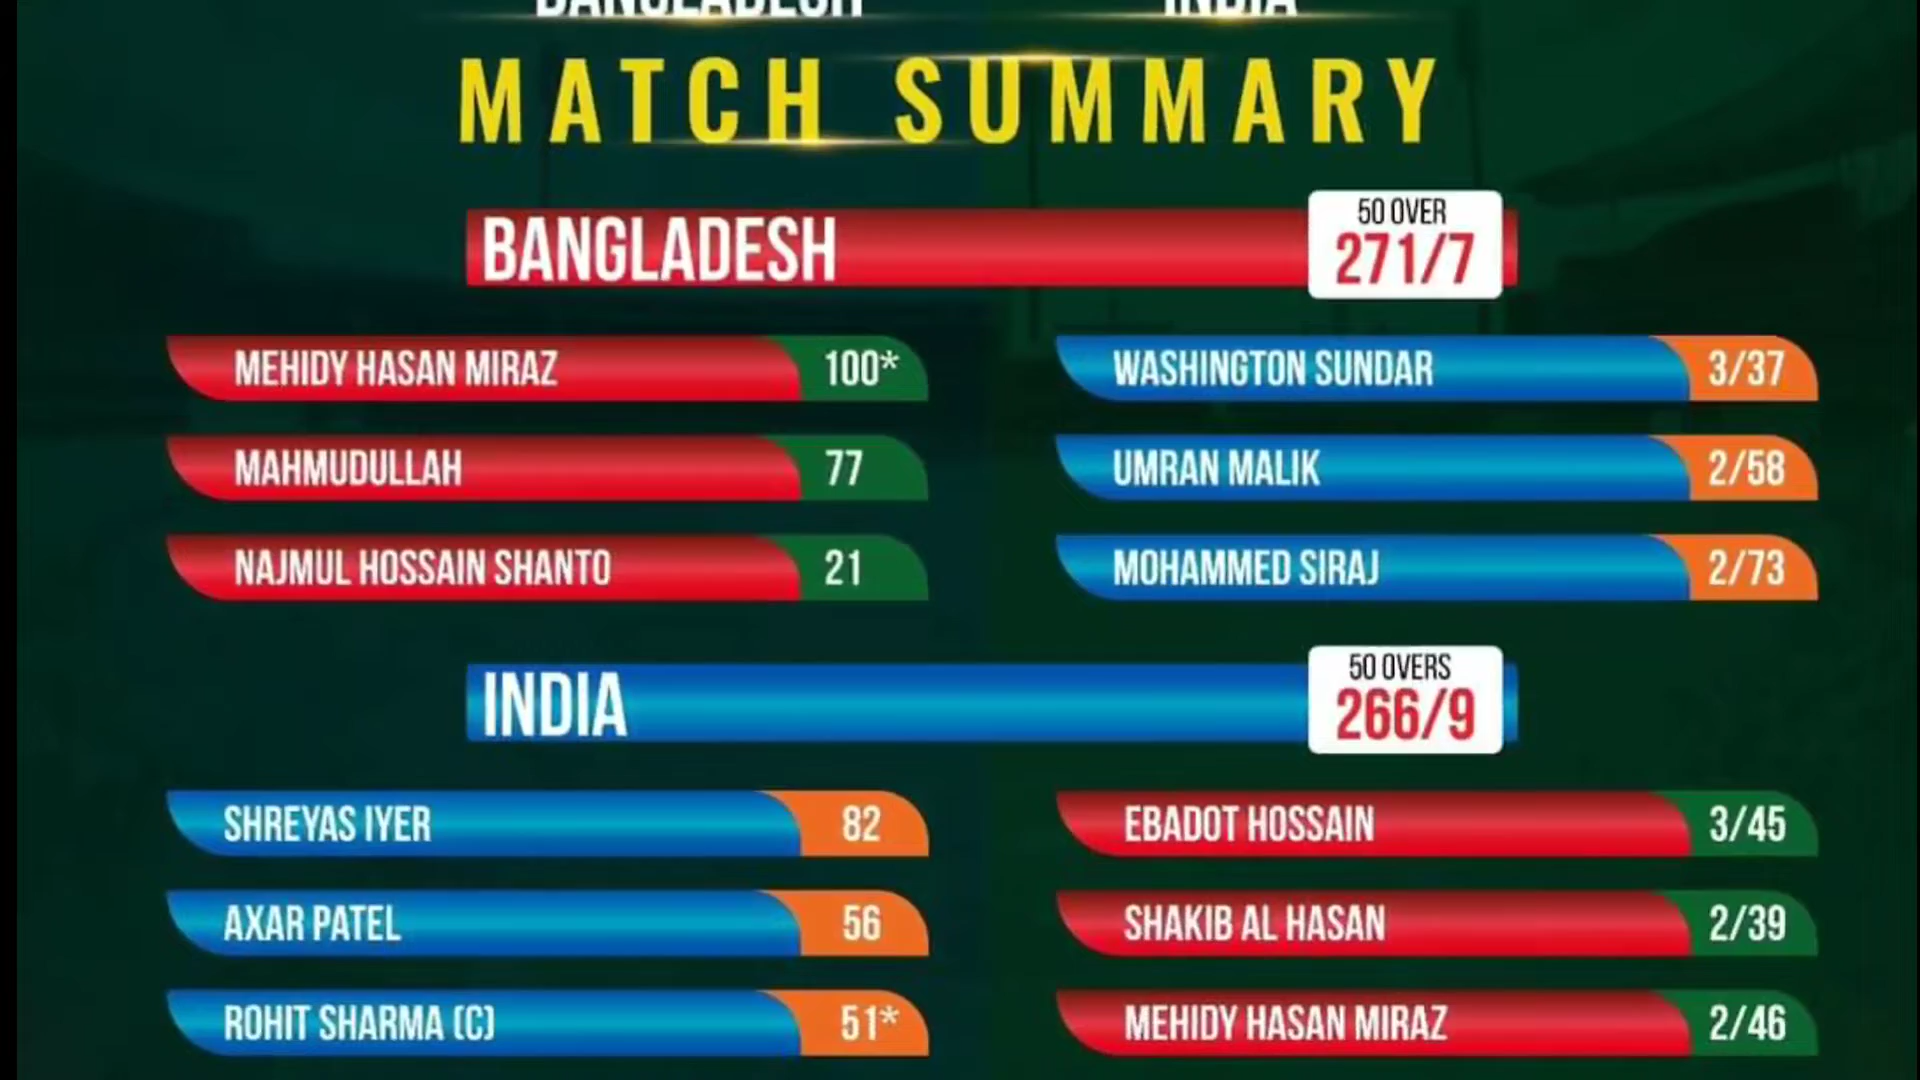 BANGLADESH INDIA
MATCH SUMMARY
BANGLADESH 50 OVER 271/7
MEHIDY HASAN MIRAZ 100* WASHINGTON SUNDAR 3/37
MAHMUDULLAH 77 UMRAN MALIK 2/58
NAJMUL HOSSAIN SHANTO 21 MOHAMMED SIRAJ 2/73
INDIA 50 OVERS 266/9
SHREYAS IYER 82 EBADOT HOSSAIN 3/45
AXAR PATEL 56 SHAKIB AL HASAN 2/39
ROHIT SHARMA (C) 51* MEHIDY HASAN MIRAZ 2/46